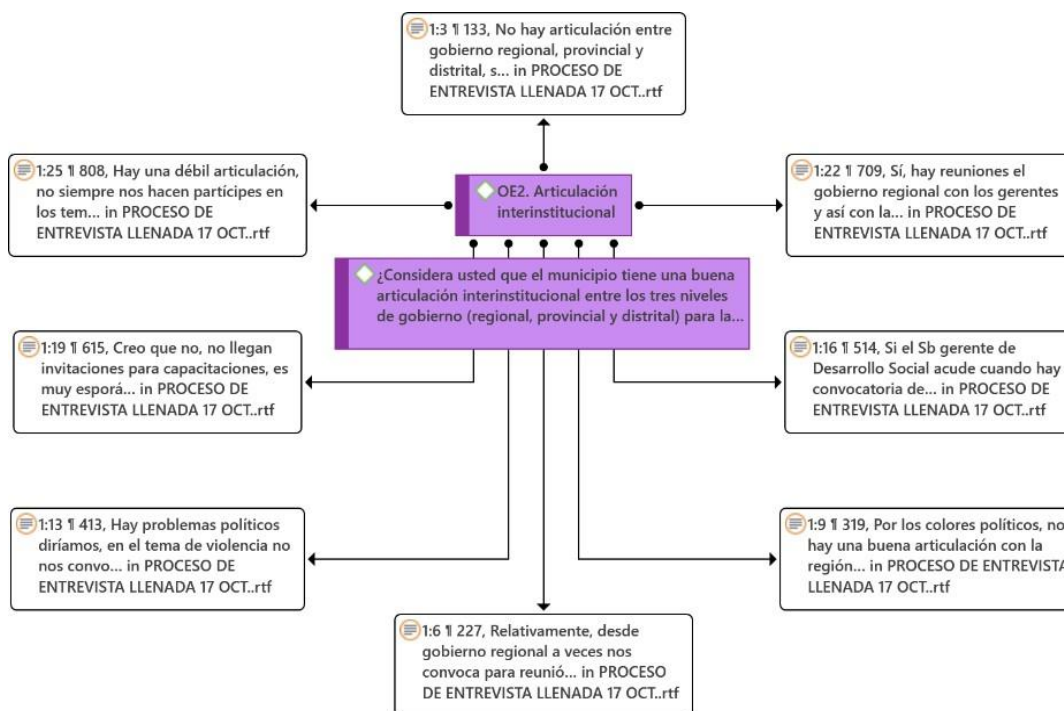 1:3 ¶ 133, No hay articulación entre
gobierno regional, provincial y
distrital, s... in PROCESO DE
ENTREVISTA LLENADA 17 OCT..rtf
1:25 ¶ 808, Hay una débil articulación,
no siempre nos hacen partícipes en
los tem... in PROCESO DE
ENTREVISTA LLENADA 17 OCT..rtf
OE2. Articulación
interinstitucional
1:22 ¶ 709, Sí, hay reuniones el
gobierno regional con los gerentes
y así con la... in PROCESO DE
ENTREVISTA LLENADA 17 OCT..rtf
¿Considera usted que el municipio tiene una buena
articulación interinstitucional entre los tres niveles
de gobierno (regional, provincial y distrital) para la...
1:19 ¶ 615, Creo que no, no llegan
invitaciones para capacitaciones, es
muy esporá... in PROCESO DE
ENTREVISTA LLENADA 17 OCT..rtf
1:16 ¶ 514, Si el Sb gerente de
Desarrollo Social acude cuando hay
convocatoria de... in PROCESO DE
ENTREVISTA LLENADA 17 OCT..rtf
1:13 ¶ 413, Hay problemas políticos
diríamos, en el tema de violencia no
nos convo... in PROCESO DE
ENTREVISTA LLENADA 17 OCT..rtf
1:9 ¶ 319, Por los colores políticos, no
hay una buena articulación con la
región... in PROCESO DE ENTREVISTA
LLENADA 17 OCT..rtf
1:6 ¶ 227, Relativamente, desde
gobierno regional a veces nos
convoca para reunió... in PROCESO
DE ENTREVISTA LLENADA 17 OCT..rtf